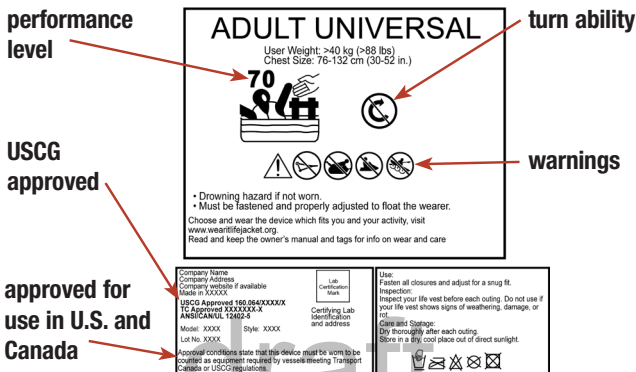 performance
level
ADULT UNIVERSAL
User Weight: >40 kg (>88 lbs)
Chest Size: 76-132 cm (30-52 in.)
70
turn ability
USCG
approved
warnings
• Drowning hazard if not worn.
• Must be fastened and properly adjusted to float the wearer.
Choose and wear the device which fits you and your activity, visit
www.wearitlifejacket.org.
Read and keep the owner's manual and tags for info on wear and care
approved for
use in U.S. and
Canada
Company Name
Company Address
Company website if available
Made in XXXXX
USCG Approved 160.064/XXXX/X
TC Approved XXXXXXX-X
ANSI/CAN/UL 12402-5
Model: XXXX Style: XXXX
Lot No. XXXX
Approval conditions state that this device must be worn to be
counted as equipment required by vessels meeting Transport
Canada or USCG regulations.
Lab
Certification
Mark
Certifying Lab
Identification
and address
Use:
Fasten all closures and adjust for a snug fit.
Inspection:
Inspect your life vest before each outing. Do not use if
your life vest shows signs of weathering, damage, or
rot.
Care and Storage:
Dry thoroughly after each outing.
Store in a dry, cool place out of direct sunlight.
draft